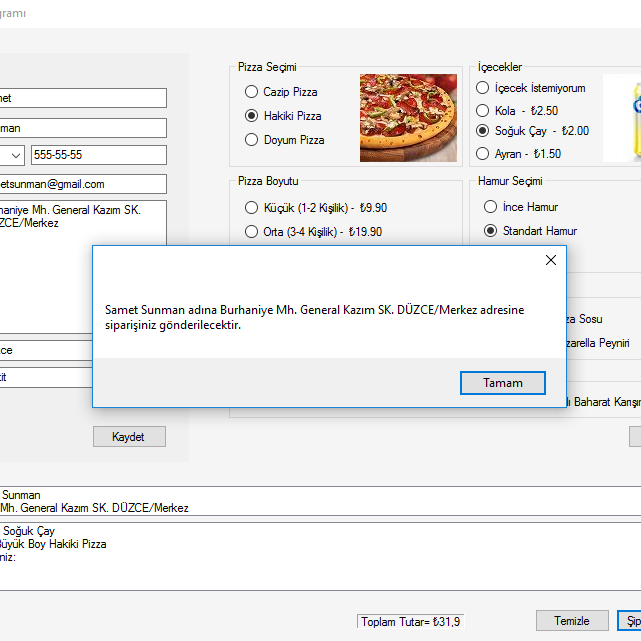 gramı
net
man
555-55-55
etsunman@gmail.com
haniye Mh. General Kazım SK.
ZCE/Merkez
ce
it
Kaydet
Pizza Seçimi
Cazip Pizza
Hakiki Pizza
Doyum Pizza
İçecekler
İçecek İstemiyorum
Kola - ₺2.50
Soğuk Çay - ₺2.00
Ayran - ₺1.50
Pizza Boyutu
Küçük (1-2 Kişilik) - ₺9.90
Orta (3-4 Kişilik) - ₺19.90
Hamur Seçimi
İnce Hamur
Standart Hamur
Samet Sunman adına Burhaniye Mh. General Kazım SK. DÜZCE/Merkez adresine
siparişiniz gönderilecektir.
Tamam
za Sosu
zarella Peyniri
lı Baharat Karışır
Sunman
Mh. General Kazım SK. DÜZCE/Merkez
Soğuk Çay
Büyük Boy Hakiki Pizza
niz:
Toplam Tutar= ₺31,9
Temizle
Şip